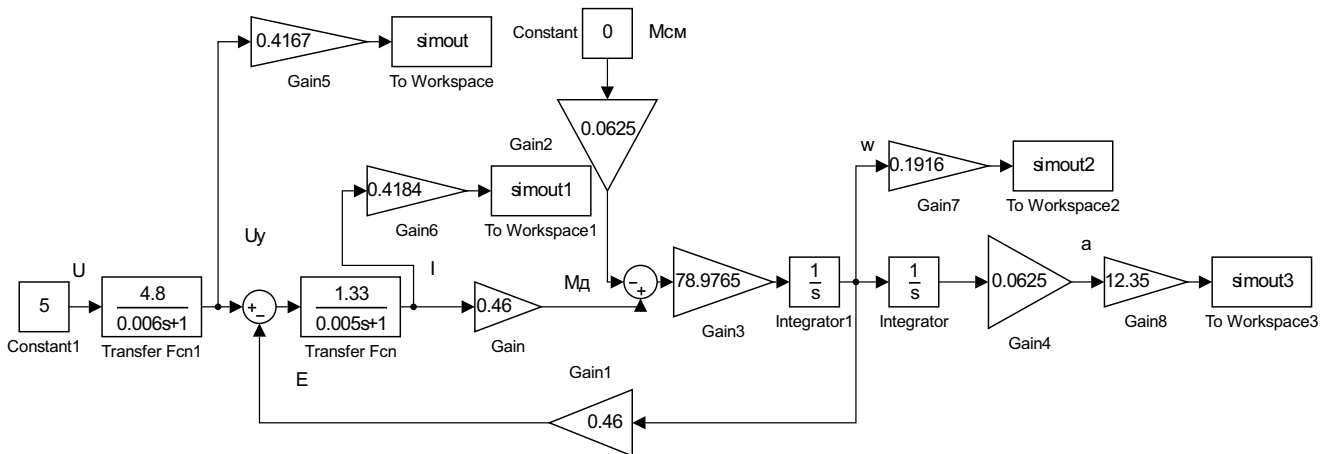 0.4167
simout
Gain5
To Workspace
Constant
0
Mсм
0.0625
Gain2
0.4184
simout1
Gain6
To Workspace1
w
0.1916
simout2
Gain7
To Workspace2
U
5
Constant1
4.8
0.006s+1
Transfer Fcn1
Uy
+
−
1.33
0.005s+1
Transfer Fcn
I
0.46
Gain
Mд
−
+
78.9765
Gain3
1
s
Integrator1
1
s
Integrator
0.0625
Gain4
a
12.35
Gain8
simout3
To Workspace3
E
Gain1
0.46